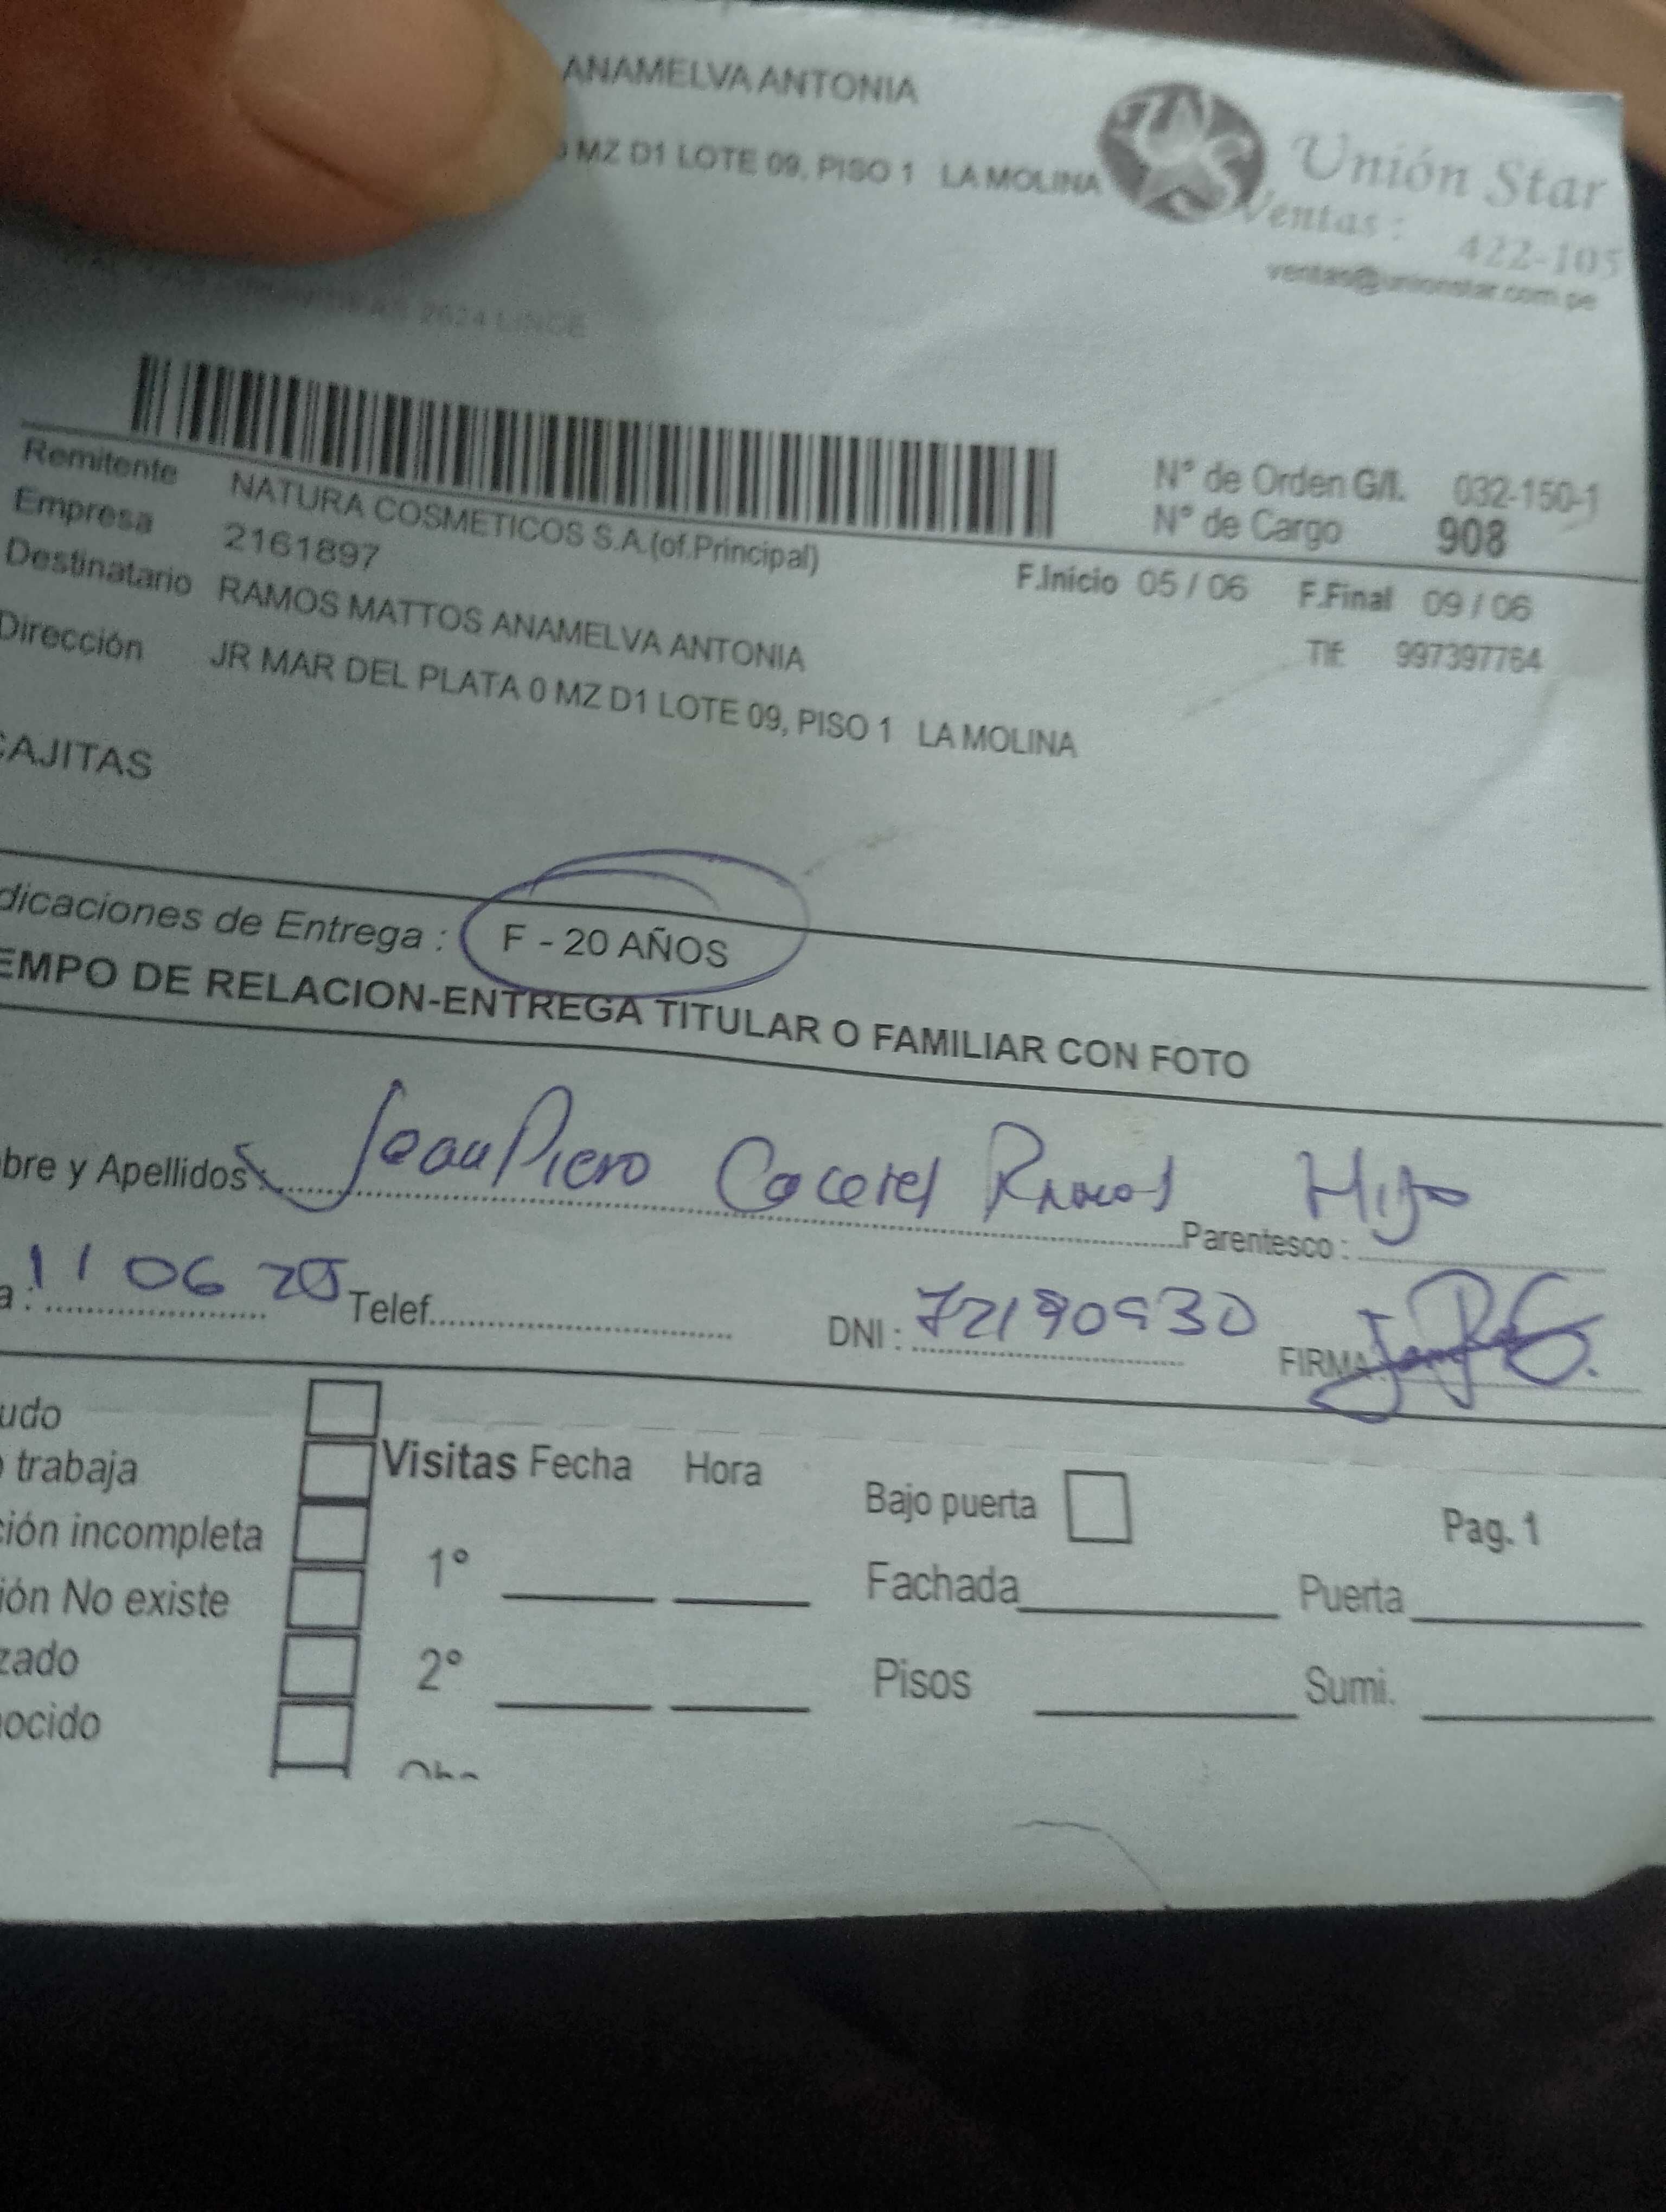 ANAMELVA ANTONIA
MZ D1 LOTE 09, PISO 1 LA MOLINA
Unión Star
Ventas : 422-105
ventas@unionstar.com.pe
2624 LINCE
Remitente NATURA COSMETICOS S.A.(of.Principal)
Empresa 2161897
Destinatario RAMOS MATTOS ANAMELVA ANTONIA
Dirección JR MAR DEL PLATA 0 MZ D1 LOTE 09, PISO 1 LA MOLINA
N° de Orden G/I. 032-150-1
N° de Cargo 908
F.Inicio 05 / 06 F.Final 09 / 06
Tlf: 997397764
CAJITAS
dicaciones de Entrega : F - 20 AÑOS
EMPO DE RELACION-ENTREGA TITULAR O FAMILIAR CON FOTO
bre y Apellidos : JeanPiero Ramos Parentesco : Hijo
a : 11 06 25 Telef. DNI : 72190930 FIRMA
udo
trabaja
ción incompleta
ión No existe
zado
ocido
Visitas Fecha Hora
1°
2°
Bajo puerta
Pag. 1
Fachada Puerta
Pisos Sumi.